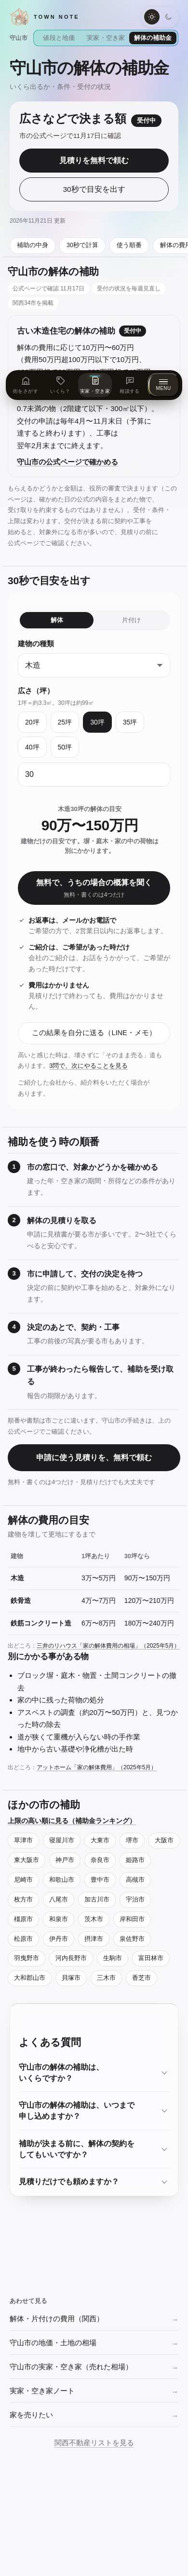 TOWN NOTE
守山市
値段と地価
実家・空き家
解体の補助金
守山市の解体の補助金
いくら出るか・条件・受付の状況
広さなどで決まる額 受付中
市の公式ページで11月17日に確認
見積りを無料で頼む
30秒で目安を出す
2026年11月21日 更新
補助の中身
30秒で計算
使う順番
解体の費用
守山市の解体の補助
公式ページで確認 11月17日
受付の状況を毎週見直し
関西34市を掲載
古い木造住宅の解体の補助 受付中
解体の費用に応じて10万円〜60万円
（費用50万円超100万円以下で10万円、
街をさがす
いくら？
実家・空き家
相談する
MENU
0.7未満の物（2階建て以下・300㎡以下）。
交付の申請は毎年4月〜11月末日（予算に
達すると終わります）、工事は
翌年2月末までに終えます。
守山市の公式ページで確かめる
もらえるかどうかと金額は、役所の審査で決まります（この
ページは、確かめた日の公式の内容をまとめた物で、
受け取りを約束するものではありません）。受付・条件・
上限は変わります。交付が決まる前に契約や工事を
始めると、対象外になる市が多いので、見積りの前に
公式ページでご確認ください。
30秒で目安を出す
解体
片付け
建物の種類
木造
広さ（坪）
1坪＝約3.3㎡。30坪は約99㎡
20坪
25坪
30坪
35坪
40坪
50坪
30
木造30坪の解体の目安
90万〜150万円
建物だけの目安です。塀・庭木・家の中の荷物は
別にかかります。
無料で、うちの場合の概算を聞く
無料・書くのは4つだけ
お返事は、メールかお電話で
ご希望の方で、2営業日以内にお返事します。
ご紹介は、ご希望があった時だけ
会社のご紹介は、お話をうかがって、ご希望が
あった時だけです。
費用はかかりません
見積りだけで終わっても、費用はかかりませ
ん。
この結果を自分に送る（LINE・メモ）
高いと感じた時は、壊さずに「そのまま売る」道も
あります。3問で、次にやることを見る
ご紹介した会社から、紹介料をいただく場合が
あります。
補助を使う時の順番
1 市の窓口で、対象かどうかを確かめる
建った年・空き家の期間・所得などの条件があり
ます。
2 解体の見積りを取る
申請に見積書が要る市が多いです。2〜3社でくら
べると安心です。
3 市に申請して、交付の決定を待つ
決定の前に契約や工事を始めると、対象外になり
ます。
4 決定のあとで、契約・工事
工事の前後の写真が要る市もあります。
5 工事が終わったら報告して、補助を受け取
る
報告の期限があります。
順番や書類は市ごとに違います。守山市の手続きは、上の
公式ページでご確認ください。
申請に使う見積りを、無料で頼む
無料・書くのは4つだけ・見積りだけでも大丈夫です
解体の費用の目安
建物を壊して更地にするまで
建物 1坪あたり 30坪なら
木造 3万〜5万円 90万〜150万円
鉄骨造 4万〜7万円 120万〜210万円
鉄筋コンクリート造 6万〜8万円 180万〜240万円
出どころ：三井のリハウス「家の解体費用の相場」（2025年5月）
別にかかる事がある物
ブロック塀・庭木・物置・土間コンクリートの撤
去
家の中に残った荷物の処分
アスベストの調査（約20万〜50万円）と、見つか
った時の除去
道が狭くて重機が入らない時の手作業
地中から古い基礎や浄化槽が出た時
出どころ：アットホーム「家の解体費用」（2025年5月）
ほかの市の補助
上限の高い順に見る（補助金ランキング）
草津市
寝屋川市
大東市
堺市
大阪市
東大阪市
神戸市
奈良市
姫路市
尼崎市
和歌山市
豊中市
高槻市
枚方市
八尾市
加古川市
宇治市
橿原市
和泉市
茨木市
岸和田市
松原市
伊丹市
摂津市
泉佐野市
羽曳野市
河内長野市
生駒市
富田林市
大和郡山市
貝塚市
三木市
香芝市
よくある質問
守山市の解体の補助は、
いくらですか？
守山市の解体の補助は、いつまで
申し込めますか？
補助が決まる前に、解体の契約を
してもいいですか？
見積りだけでも頼めますか？
あわせて見る
解体・片付けの費用（関西）
→
守山市の地価・土地の相場
→
守山市の実家・空き家（売れた相場）
→
実家・空き家ノート
→
家を売りたい
→
関西不動産リストを見る